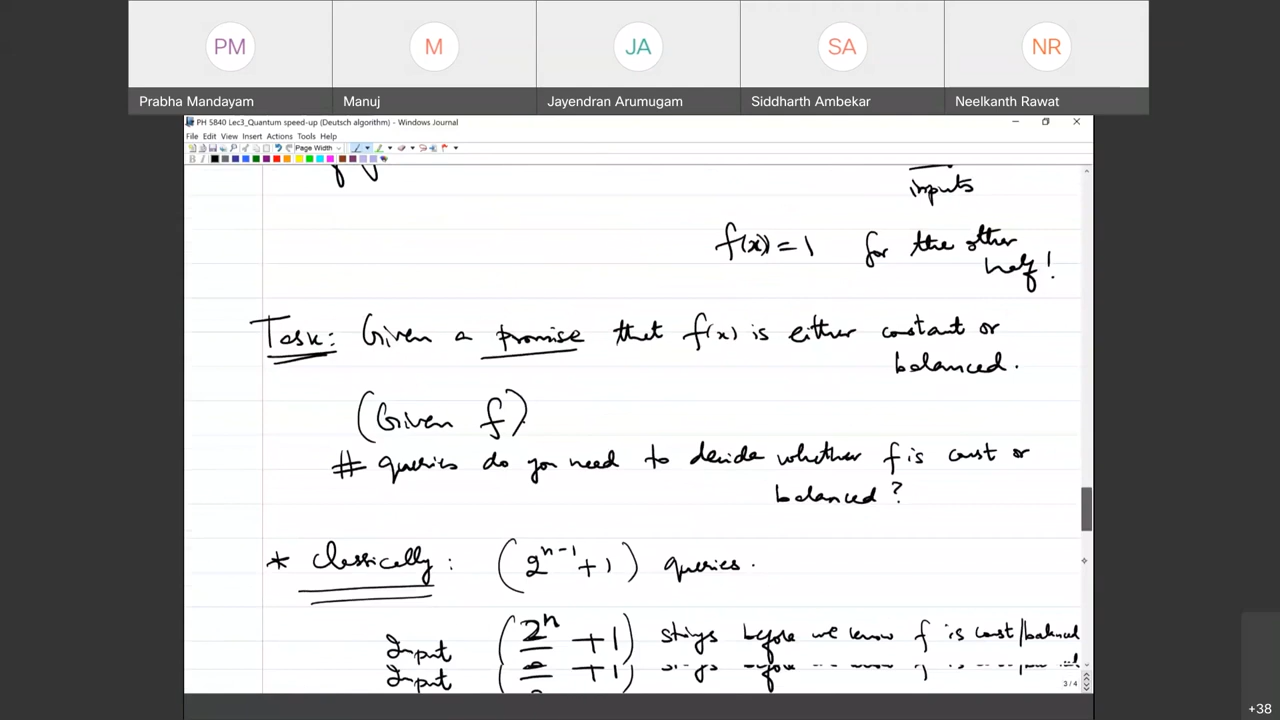 PM M JA SA NR
Prabha Mandayam Manuj Jayendran Arumugam Siddharth Ambekar Neelkanth Rawat
PH 5840 Lec3_Quantum speed-up (Deutsch algorithm) - Windows Journal
File Edit View Insert Actions Tools Help
Page Width
B I
inputs
f(x) = 1 for the other
half!
Task: Given a promise that f(x) is either constant or
balanced.
(Given f)
# queries do you need to decide whether f is const or
balanced?
* Classically: (2^{n-1} + 1) queries.
Input (2^n/2 + 1) strings before we know f is const/balanced
Input
3 / 4
+38